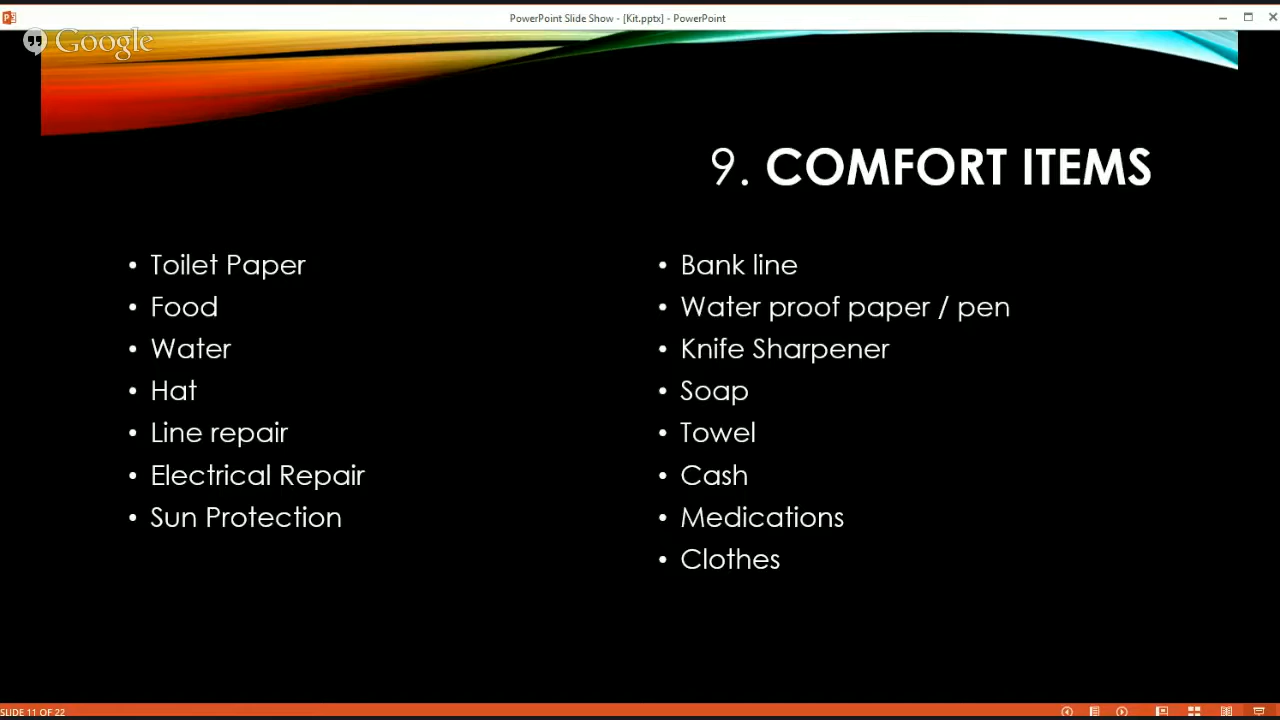 PowerPoint Slide Show - [Kit.pptx] - PowerPoint
Google
9. COMFORT ITEMS
• Toilet Paper
• Food
• Water
• Hat
• Line repair
• Electrical Repair
• Sun Protection
• Bank line
• Water proof paper / pen
• Knife Sharpener
• Soap
• Towel
• Cash
• Medications
• Clothes
SLIDE 11 OF 22